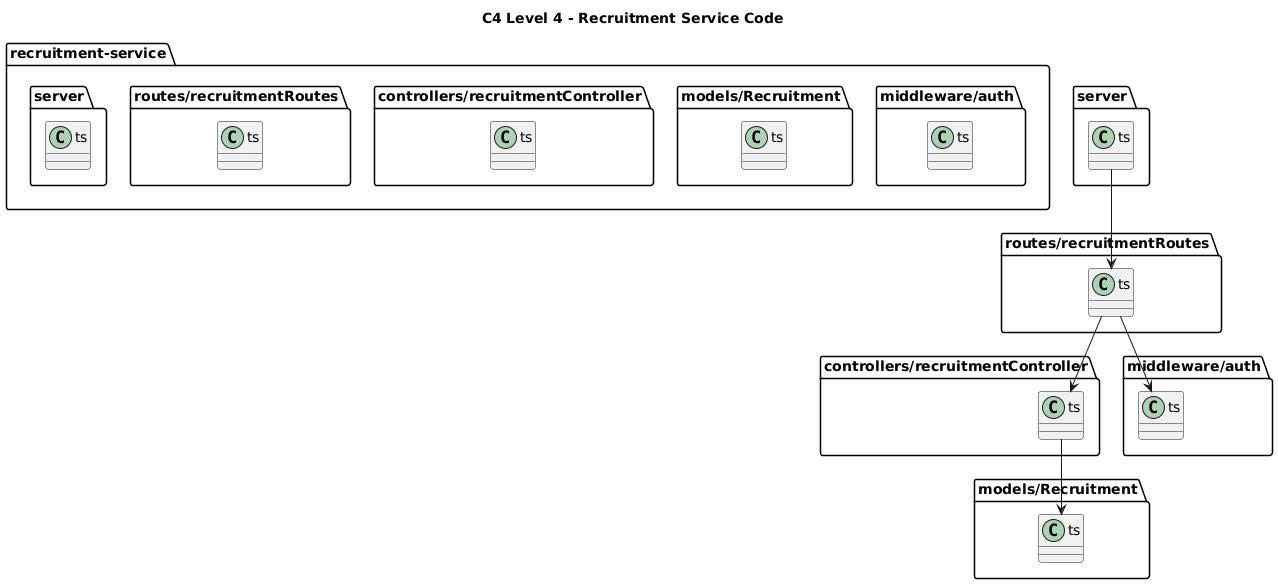 C4 Level 4 - Recruitment Service Code
recruitment-service
server
routes/recruitmentRoutes
controllers/recruitmentController
models/Recruitment
middleware/auth
server
C ts
C ts
C ts
C ts
C ts
C ts
routes/recruitmentRoutes
C ts
controllers/recruitmentController
middleware/auth
C ts
C ts
models/Recruitment
C ts